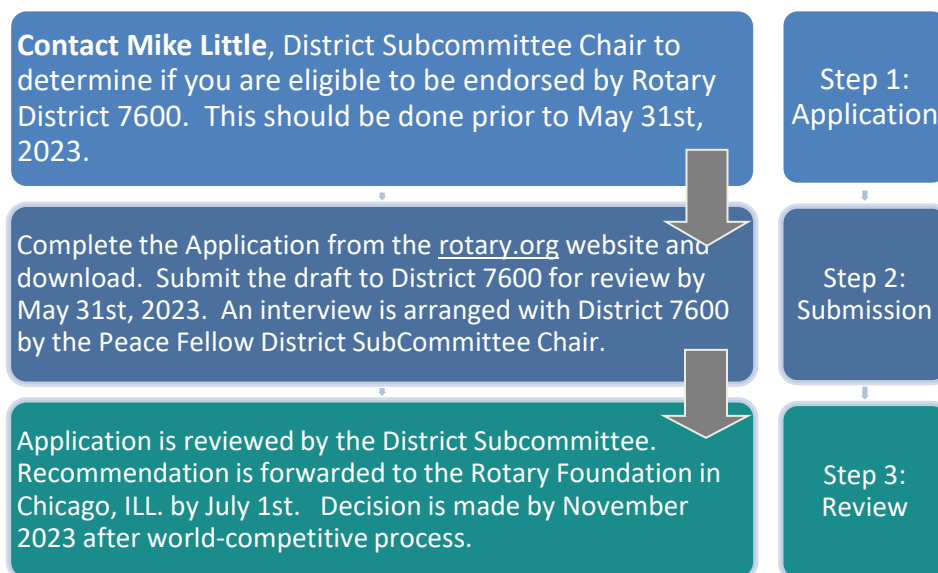 Contact Mike Little, District Subcommittee Chair to
determine if you are eligible to be endorsed by Rotary
District 7600.  This should be done prior to May 31st,
2023.
Step 1:
Application
Complete the Application from the rotary.org website and
download.  Submit the draft to District 7600 for review by
May 31st, 2023.  An interview is arranged with District 7600
by the Peace Fellow District SubCommittee Chair.
Step 2:
Submission
Application is reviewed by the District Subcommittee.
Recommendation is forwarded to the Rotary Foundation in
Chicago, ILL. by July 1st.   Decision is made by November
2023 after world-competitive process.
Step 3:
Review